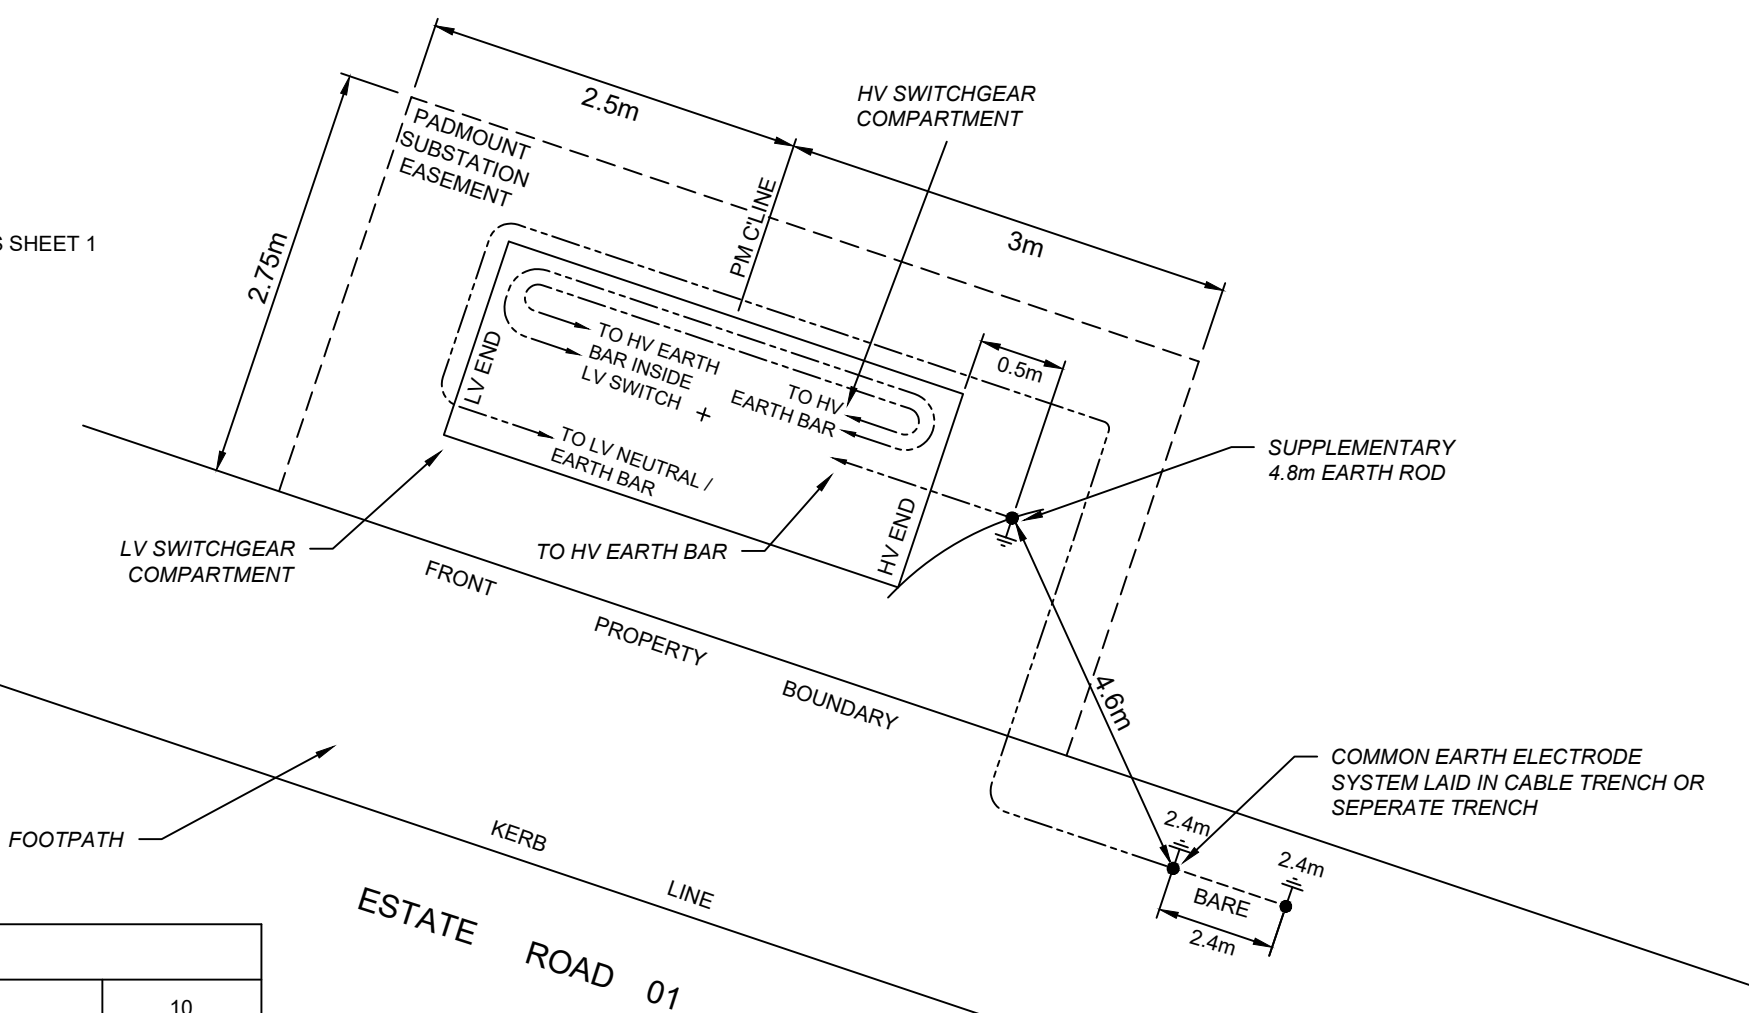 2.5m
HV SWITCHGEAR
COMPARTMENT
PADMOUNT
SUBSTATION
EASEMENT
PM C'LINE
3m
SHEET 1
2.75m
0.5m
LV END
TO HV EARTH
BAR INSIDE
LV SWITCH
+
TO HV
EARTH BAR
TO LV NEUTRAL /
EARTH BAR
SUPPLEMENTARY
4.8m EARTH ROD
HV END
LV SWITCHGEAR
COMPARTMENT
TO HV EARTH BAR
FRONT
PROPERTY
BOUNDARY
4.6m
COMMON EARTH ELECTRODE
SYSTEM LAID IN CABLE TRENCH OR
SEPERATE TRENCH
FOOTPATH
KERB
LINE
2.4m
2.4m
BARE
2.4m
ESTATE ROAD 01
10